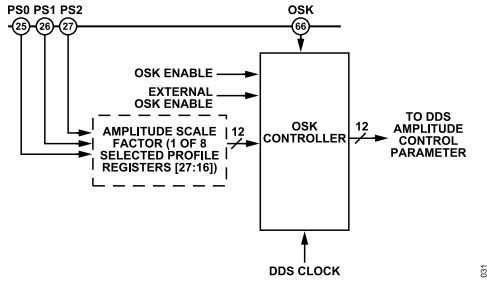 PS0 PS1 PS2 OSK
25 26 27 66
OSK ENABLE
EXTERNAL
OSK ENABLE
AMPLITUDE SCALE
FACTOR (1 OF 8
SELECTED PROFILE
REGISTERS [27:16])
12
OSK
CONTROLLER
12
TO DDS
AMPLITUDE
CONTROL
PARAMETER
DDS CLOCK
031